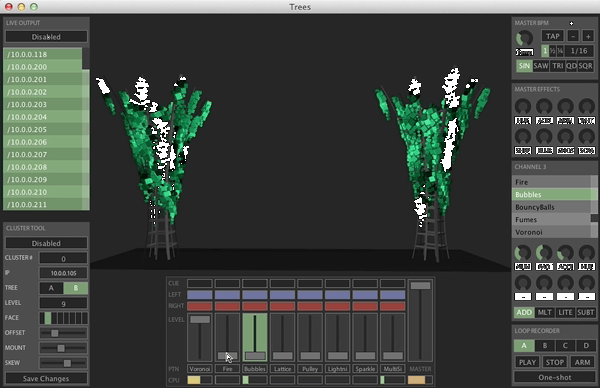 Trees
LIVE OUTPUT
Disabled
/10.0.0.118
/10.0.0.200
/10.0.0.201
/10.0.0.202
/10.0.0.203
/10.0.0.204
/10.0.0.205
/10.0.0.206
/10.0.0.207
/10.0.0.208
/10.0.0.209
/10.0.0.210
/10.0.0.211
CLUSTER TOOL
Disabled
CLUSTER # 0
IP 10.0.0.105
TREE A B
LEVEL 9
FACE
OFFSET
MOUNT
SKEW
Save Changes
CUE
LEFT
RIGHT
LEVEL
PTN Voronoi Fire Bubbles Lattice Pulley Lightni Sparkle MultiSi MASTER
CPU
MASTER BPM
TAP - +
1 ½ ¼ 1/16
SIN SAW TRI QD SQR
MASTER EFFECTS
CHANNEL 3
Fire
Bubbles
BouncyBalls
Fumes
Voronoi
ADD MLT LITE SUBT
LOOP RECORDER
A B C D
PLAY STOP ARM
One-shot